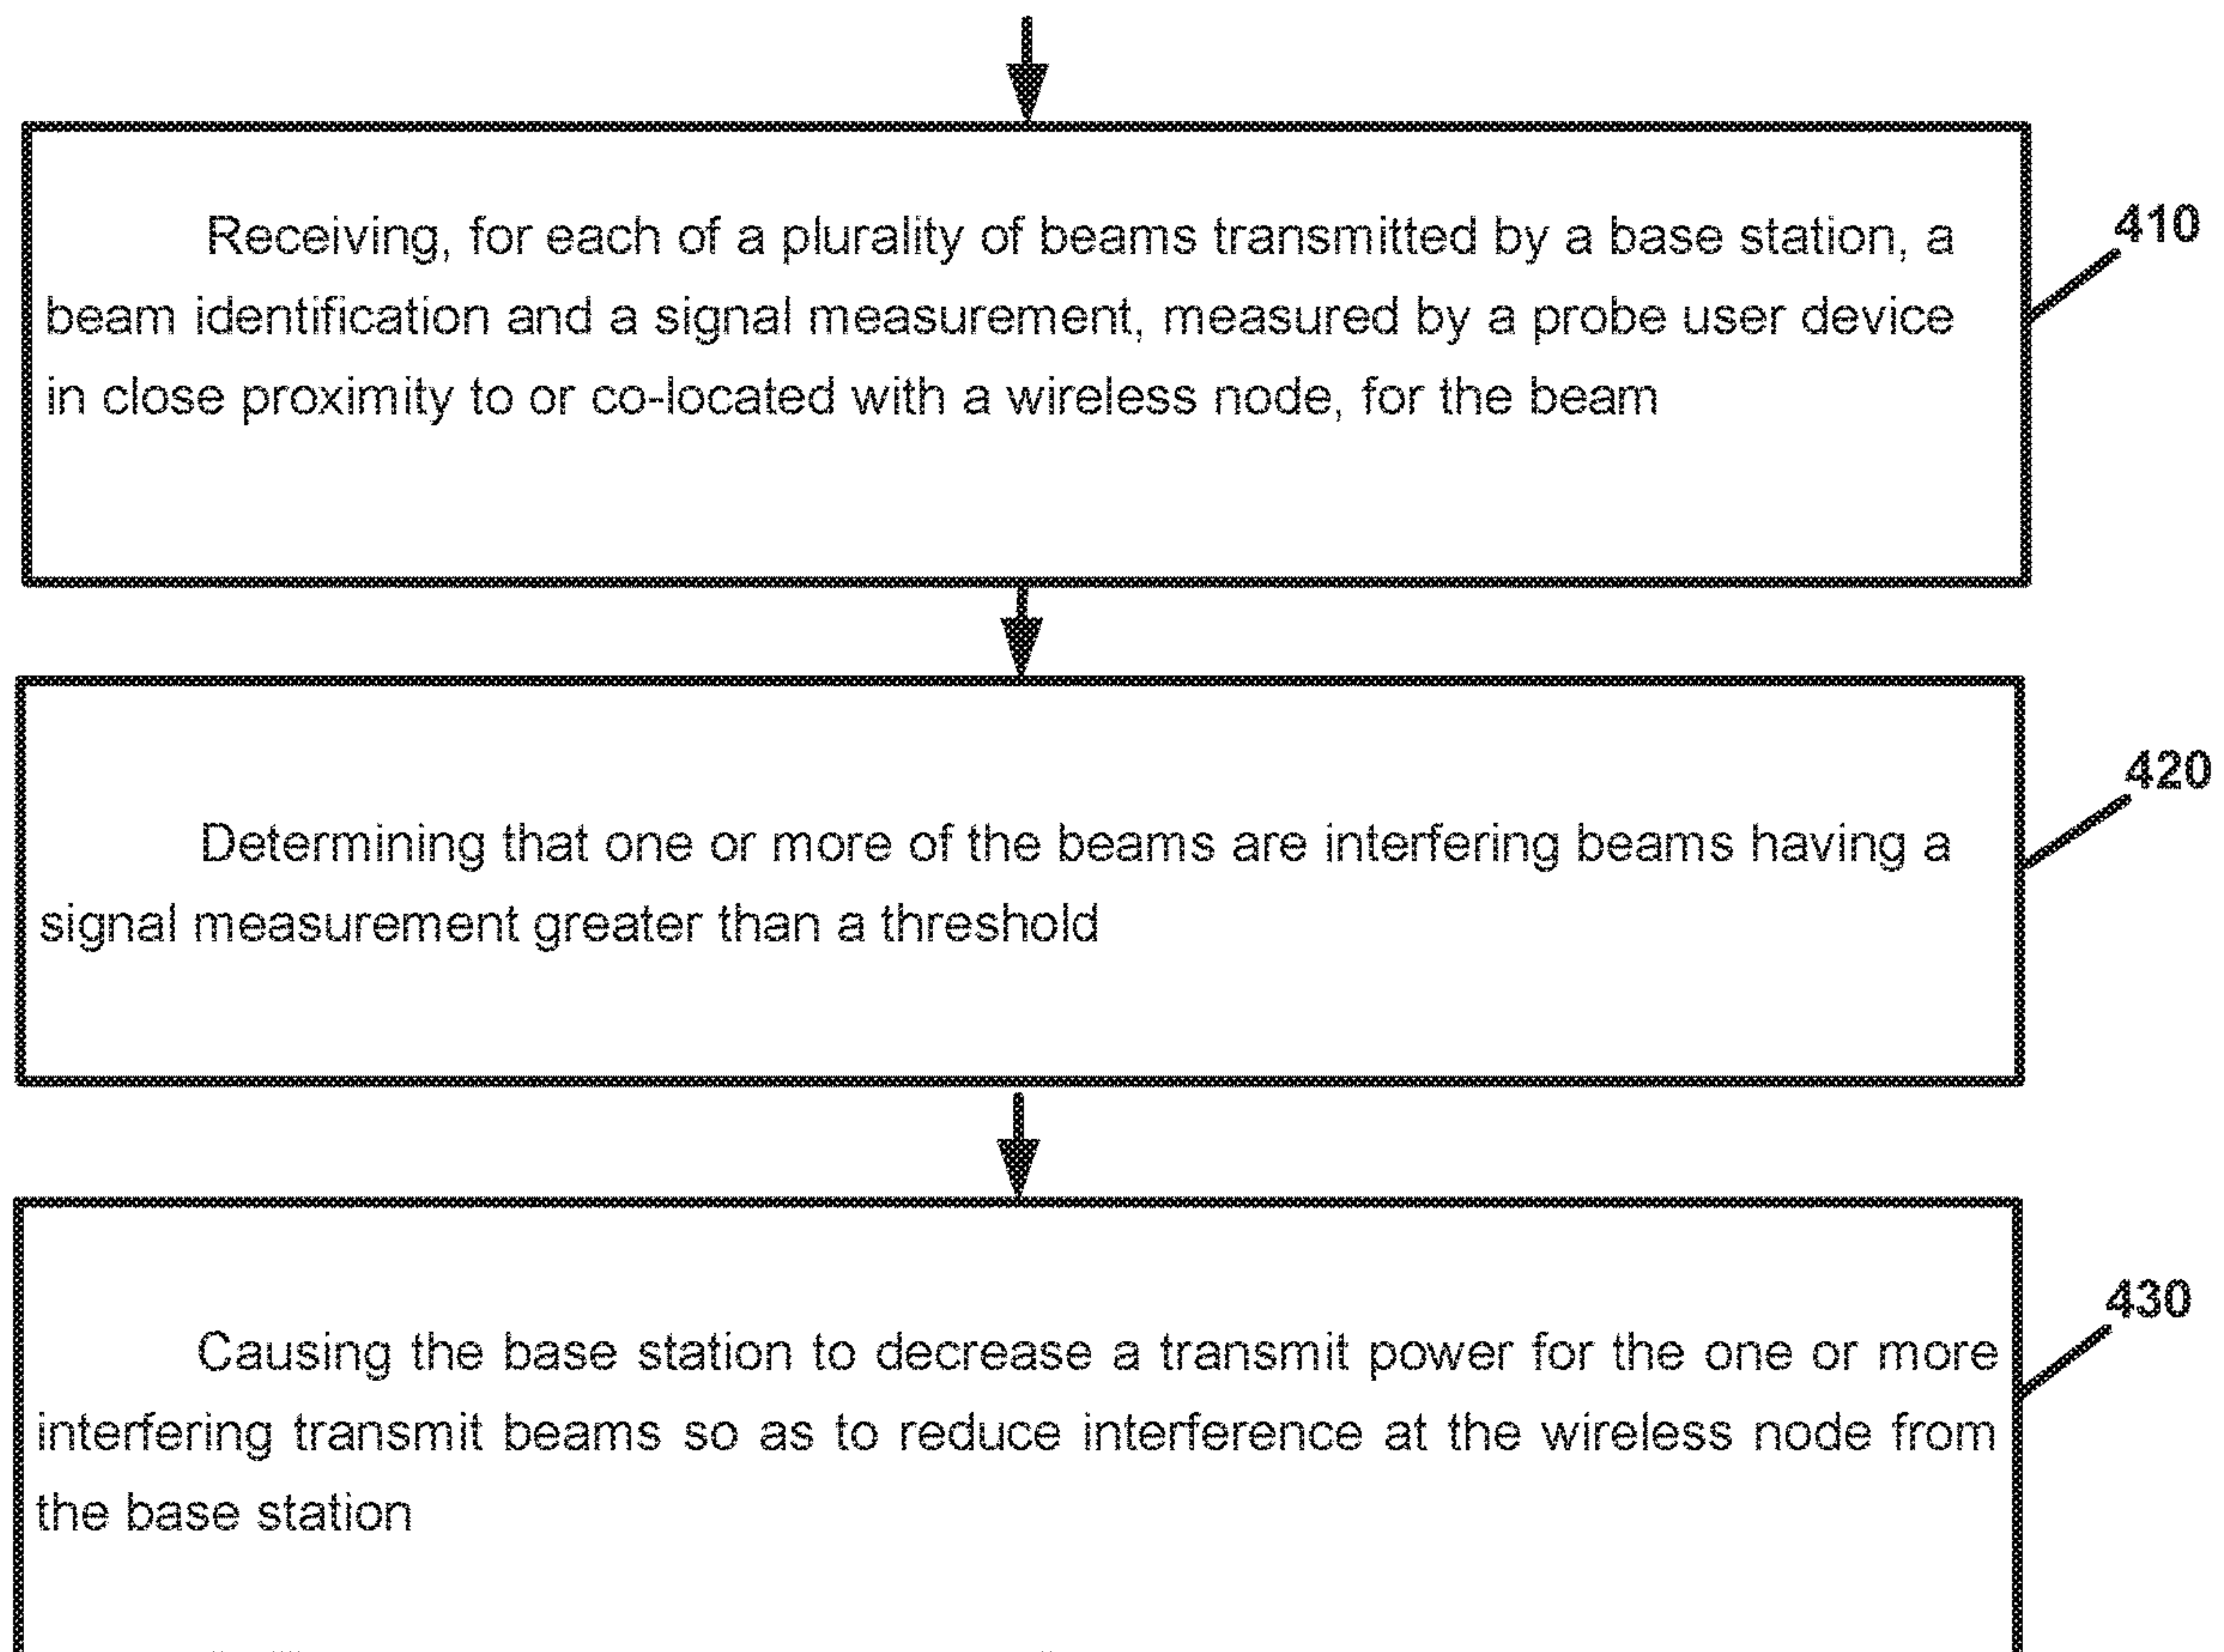 Receiving, for each of a plurality of beams transmitted by a base station, a
beam identification and a signal measurement, measured by a probe user device
in close proximity to or co-located with a wireless node, for the beam
410
420
Determining that one or more of the beams are interfering beams having a
signal measurement greater than a threshold
430
Causing the base station to decrease a transmit power for the one or more
interfering transmit beams so as to reduce interference at the wireless node from
the base station